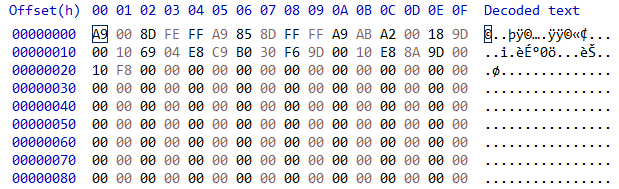 Offset(h) 00 01 02 03 04 05 06 07 08 09 0A 0B 0C 0D 0E 0F Decoded text
00000000 A9 00 8D FE FF A9 85 8D FF FF A9 AB A2 00 18 9D ©..þÿ©….ÿÿ©«¢...
00000010 00 10 69 04 E8 C9 B0 30 F6 9D 00 10 E8 8A 9D 00 ..i.èÉ°0ö...èŠ..
00000020 10 F8 00 00 00 00 00 00 00 00 00 00 00 00 00 00 .ø..............
00000030 00 00 00 00 00 00 00 00 00 00 00 00 00 00 00 00 ................
00000040 00 00 00 00 00 00 00 00 00 00 00 00 00 00 00 00 ................
00000050 00 00 00 00 00 00 00 00 00 00 00 00 00 00 00 00 ................
00000060 00 00 00 00 00 00 00 00 00 00 00 00 00 00 00 00 ................
00000070 00 00 00 00 00 00 00 00 00 00 00 00 00 00 00 00 ................
00000080 00 00 00 00 00 00 00 00 00 00 00 00 00 00 00 00 ................